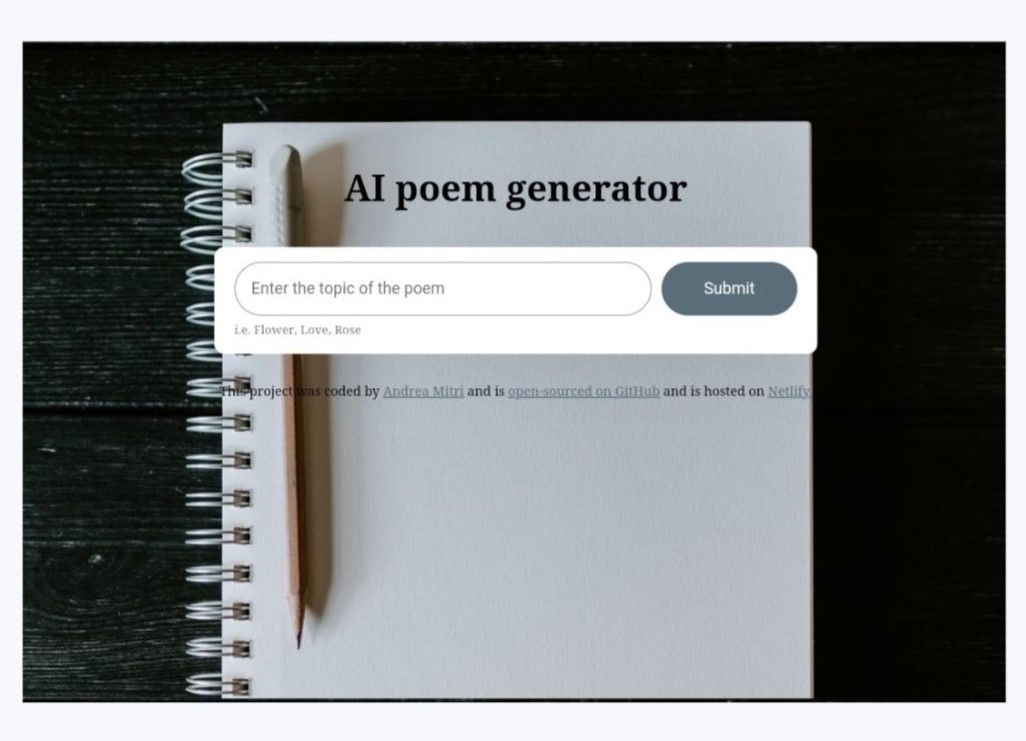 AI poem generator
Enter the topic of the poem
Submit
i.e. Flower, Love, Rose
This project was coded by Andrea Mitri and is open-sourced on GitHub and is hosted on Netlify.